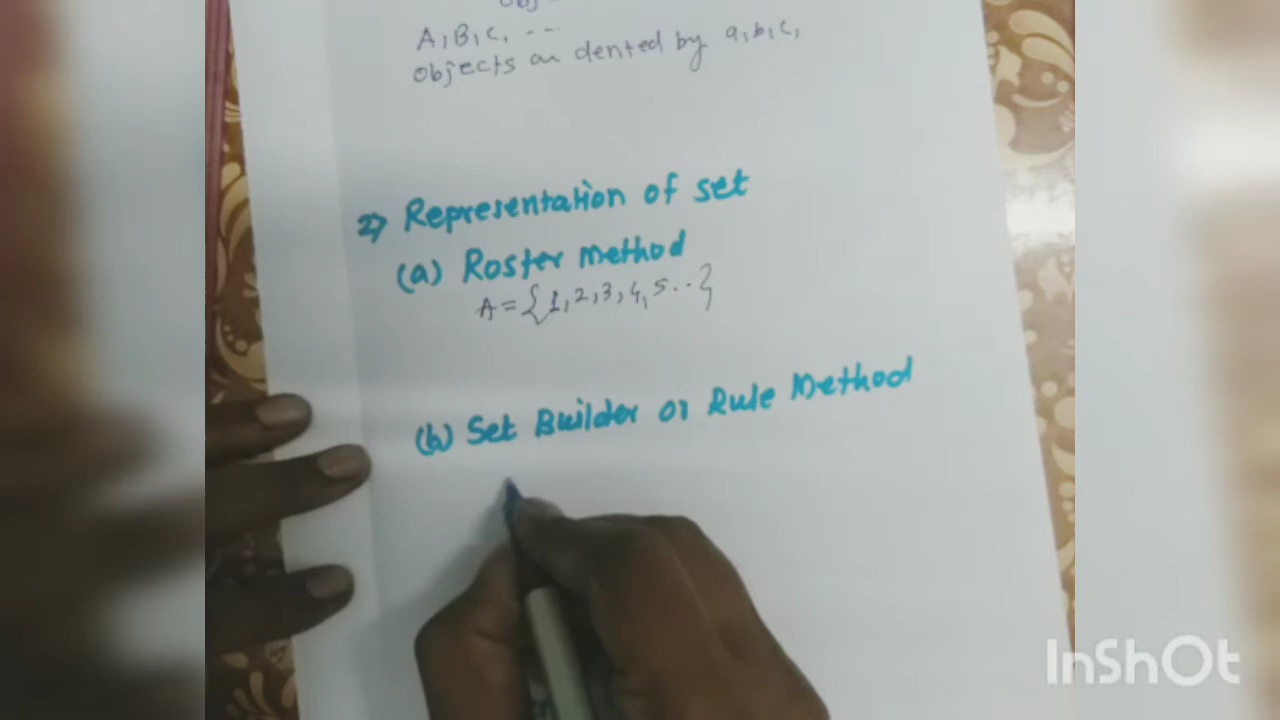 A, B, C, ...
Objects an dented by a, b, c,
2) Representation of set
(a) Roster method
A = {1, 2, 3, 4, 5..}
(b) Set Builder or Rule Method
InShOt